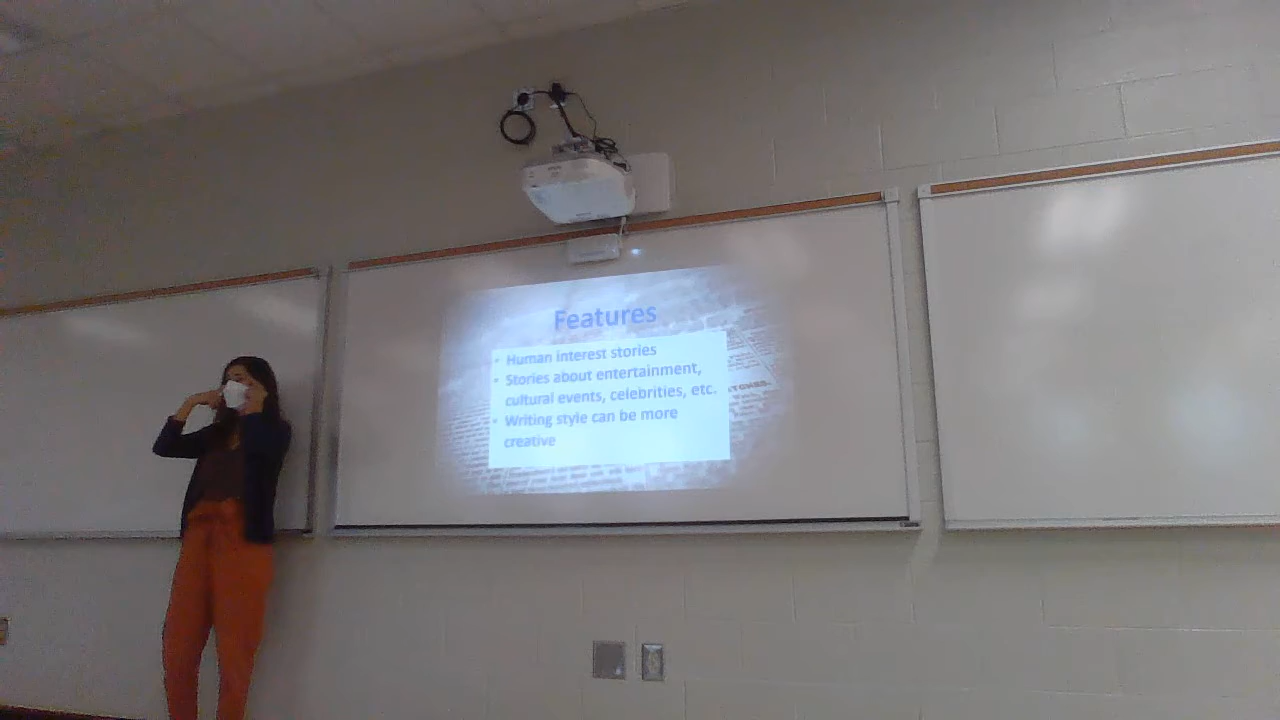 Features
• Human interest stories
• Stories about entertainment,
cultural events, celebrities, etc.
• Writing style can be more
creative